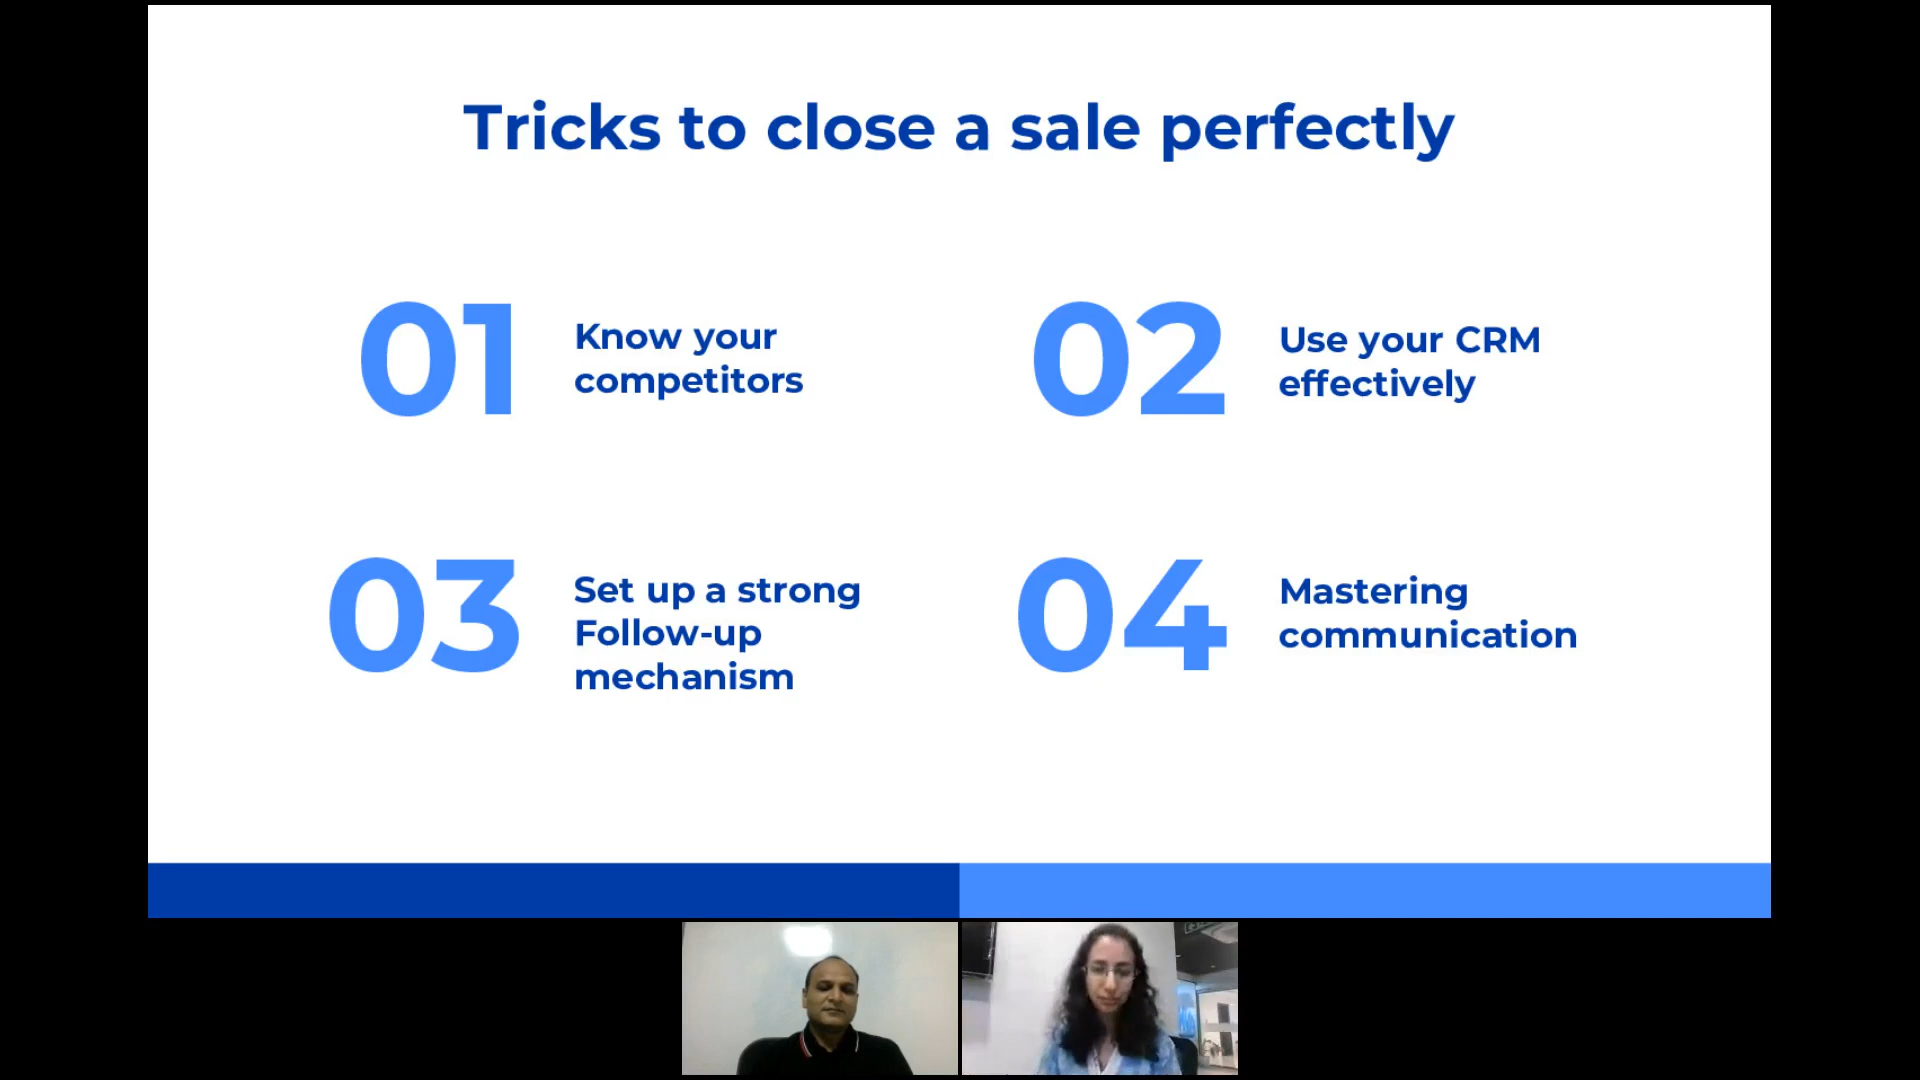 Tricks to close a sale perfectly
01
Know your
competitors
02
Use your CRM
effectively
03
Set up a strong
Follow-up
mechanism
04
Mastering
communication